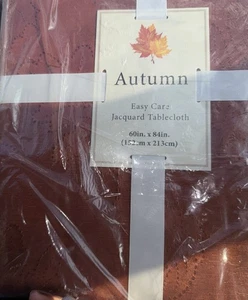 Autumn
Easy Care
Jacquard Tablecloth
60in. x 84in.
(152cm x 213cm)